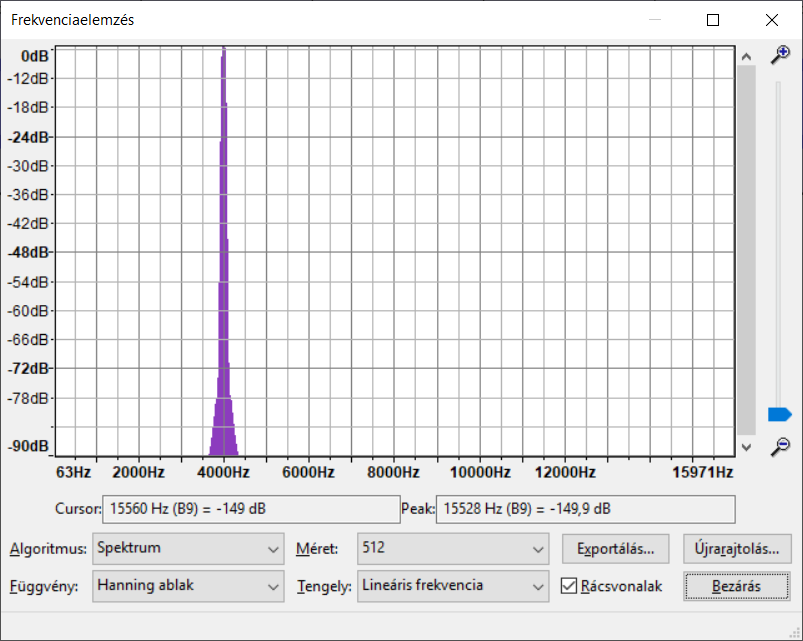 Frekvenciaelemzés
0dB
-12dB
-18dB
-24dB
-30dB
-36dB
-42dB
-48dB
-54dB
-60dB
-66dB
-72dB
-78dB
-90dB
63Hz 2000Hz 4000Hz 6000Hz 8000Hz 10000Hz 12000Hz 15971Hz
Cursor: 15560 Hz (B9) = -149 dB Peak: 15528 Hz (B9) = -149,9 dB
Algoritmus: Spektrum Méret: 512 Exportálás... Újrarajtolás...
Függvény: Hanning ablak Tengely: Lineáris frekvencia Rácsvonalak Bezárás